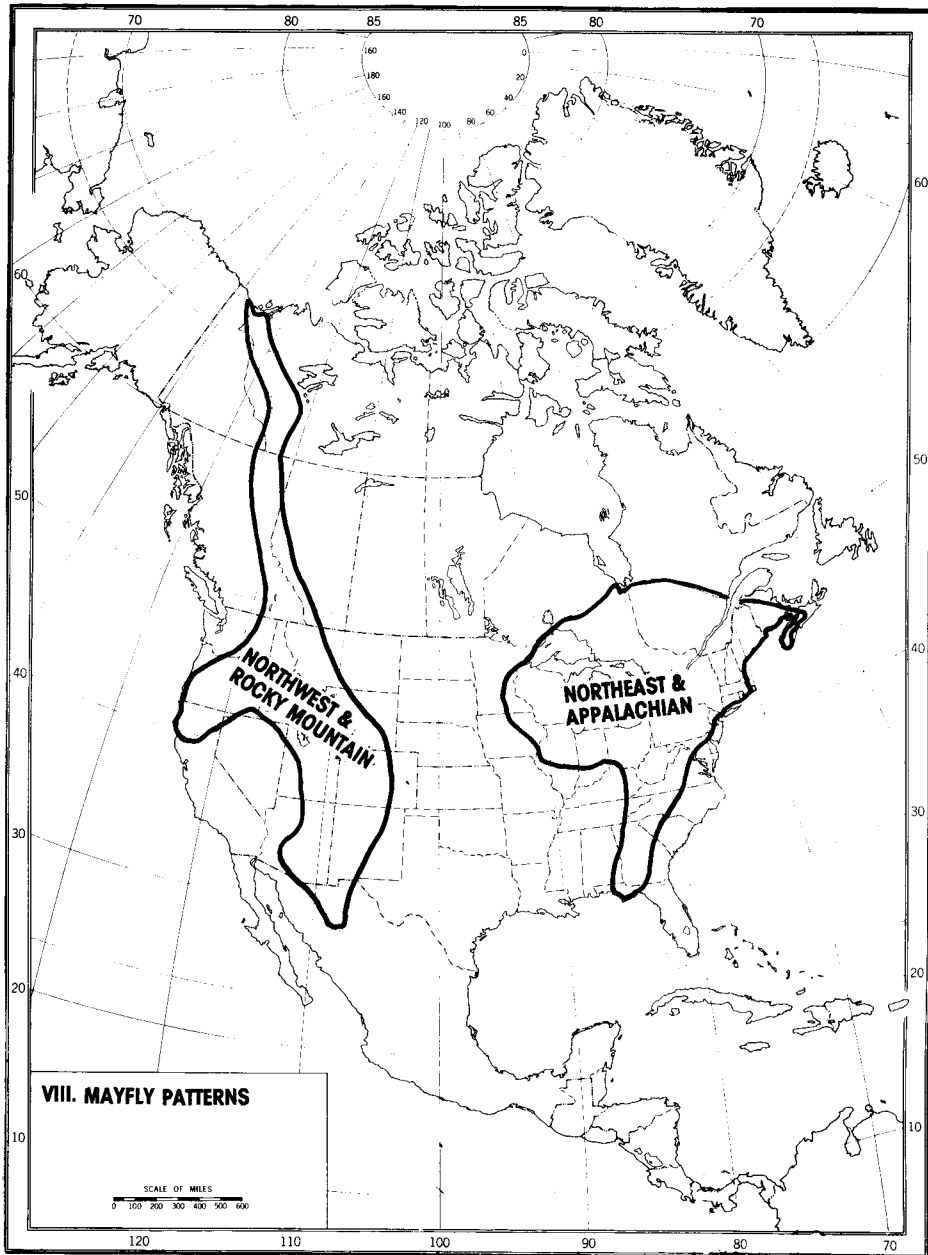 70 80 85 85 80 70
160 0
180 20
160 40
140 120 100 80 60
60 60
50 50
40 40
30 30
20 20
10 10
NORTHWEST &
ROCKY MOUNTAIN
NORTHEAST &
APPALACHIAN
VIII. MAYFLY PATTERNS
SCALE OF MILES
0 100 200 300 400 500 600
120 110 100 90 80 70